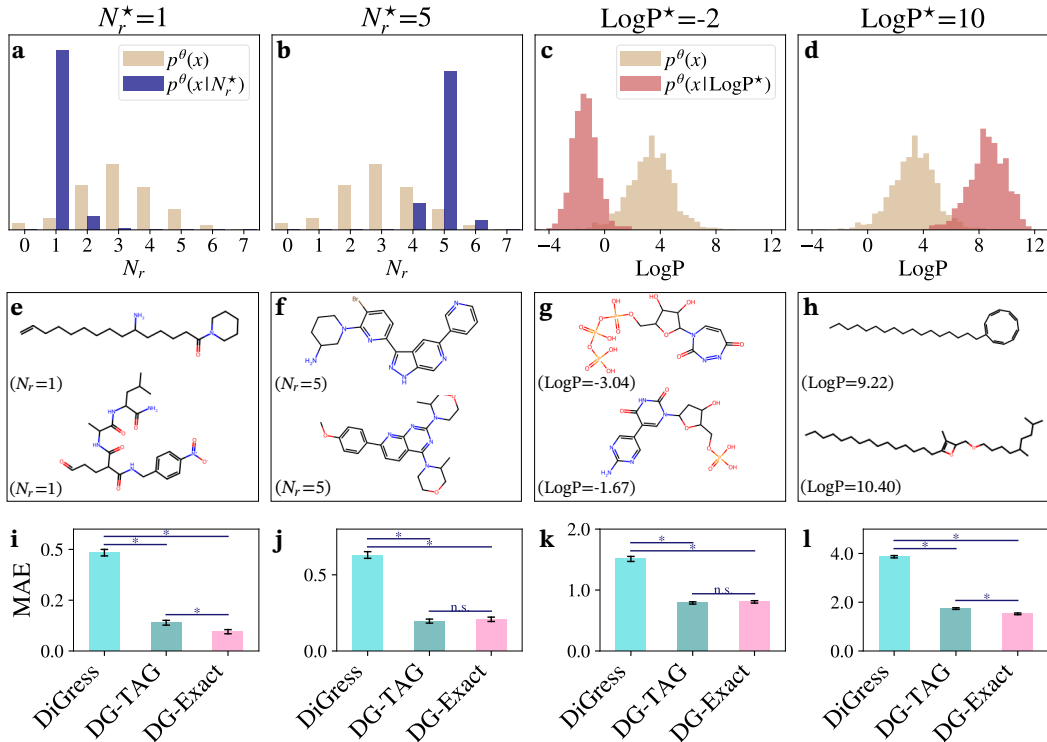 N_r^⋆=1 N_r^⋆=5 LogP^⋆=-2 LogP^⋆=10
a b c d
p^θ(x)
p^θ(x|N_r^⋆)
p^θ(x)
p^θ(x|N_r^⋆)
p^θ(x)
p^θ(x|LogP^⋆)
0 1 2 3 4 5 6 7
N_r
0 1 2 3 4 5 6 7
N_r
−4 0 4 8 12
LogP
−4 0 4 8 12
LogP
e
(N_r=1)
(N_r=1)
f
(N_r=5)
(N_r=5)
g
(LogP=-3.04)
(LogP=-1.67)
h
(LogP=9.22)
(LogP=10.40)
i
MAE
0.5
0.2
0.0
*
*
*
DiGress
DG-TAG
DG-Exact
j
0.5
0.0
*
*
n.s.
DiGress
DG-TAG
DG-Exact
k
2.0
1.0
0.0
*
*
n.s.
DiGress
DG-TAG
DG-Exact
l
4.0
2.0
0.0
*
*
*
DiGress
DG-TAG
DG-Exact